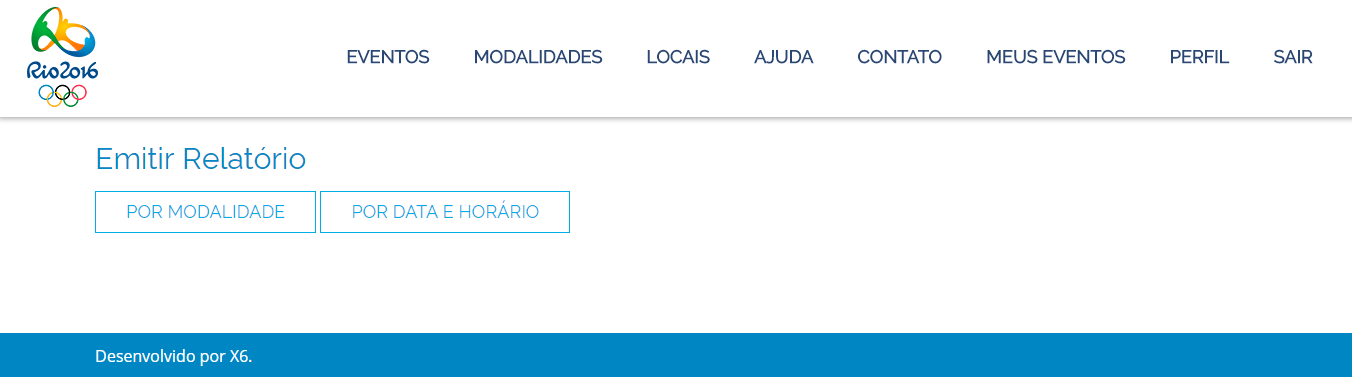 Rio2016
EVENTOS MODALIDADES LOCAIS AJUDA CONTATO MEUS EVENTOS PERFIL SAIR
Emitir Relatório
POR MODALIDADE POR DATA E HORÁRIO
Desenvolvido por X6.